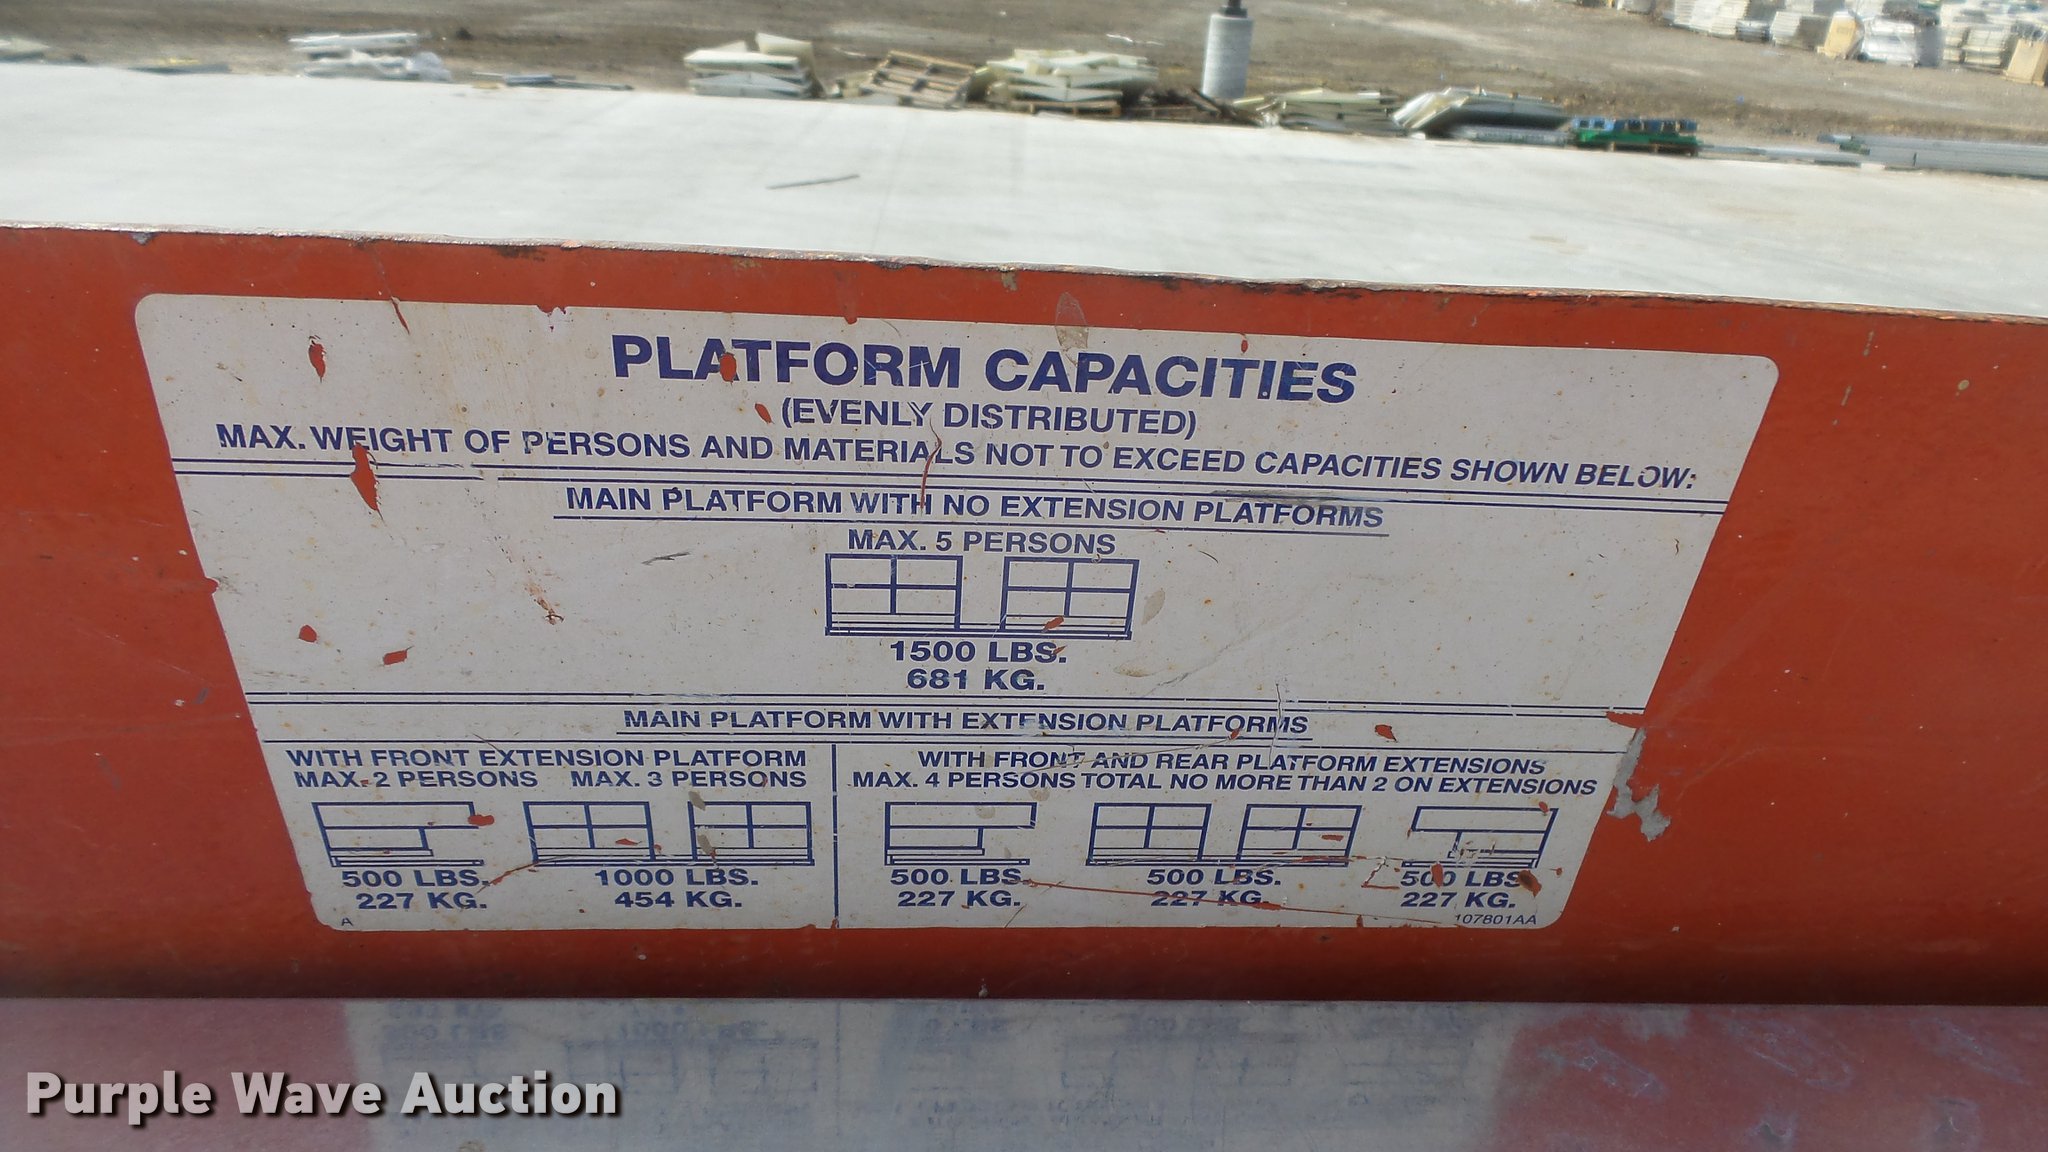 PLATFORM CAPACITIES
(EVENLY DISTRIBUTED)
MAX. WEIGHT OF PERSONS AND MATERIALS NOT TO EXCEED CAPACITIES SHOWN BELOW:
MAIN PLATFORM WITH NO EXTENSION PLATFORMS
MAX. 5 PERSONS
1500 LBS.
681 KG.
MAIN PLATFORM WITH EXTENSION PLATFORMS
WITH FRONT EXTENSION PLATFORM
MAX. 2 PERSONS MAX. 3 PERSONS
500 LBS. 1000 LBS.
227 KG. 454 KG.
A
WITH FRONT AND REAR PLATFORM EXTENSIONS
MAX. 4 PERSONS TOTAL NO MORE THAN 2 ON EXTENSIONS
500 LBS. 500 LBS. 500 LBS
227 KG. 227 KG. 227 KG.
107801AA
Purple Wave Auction